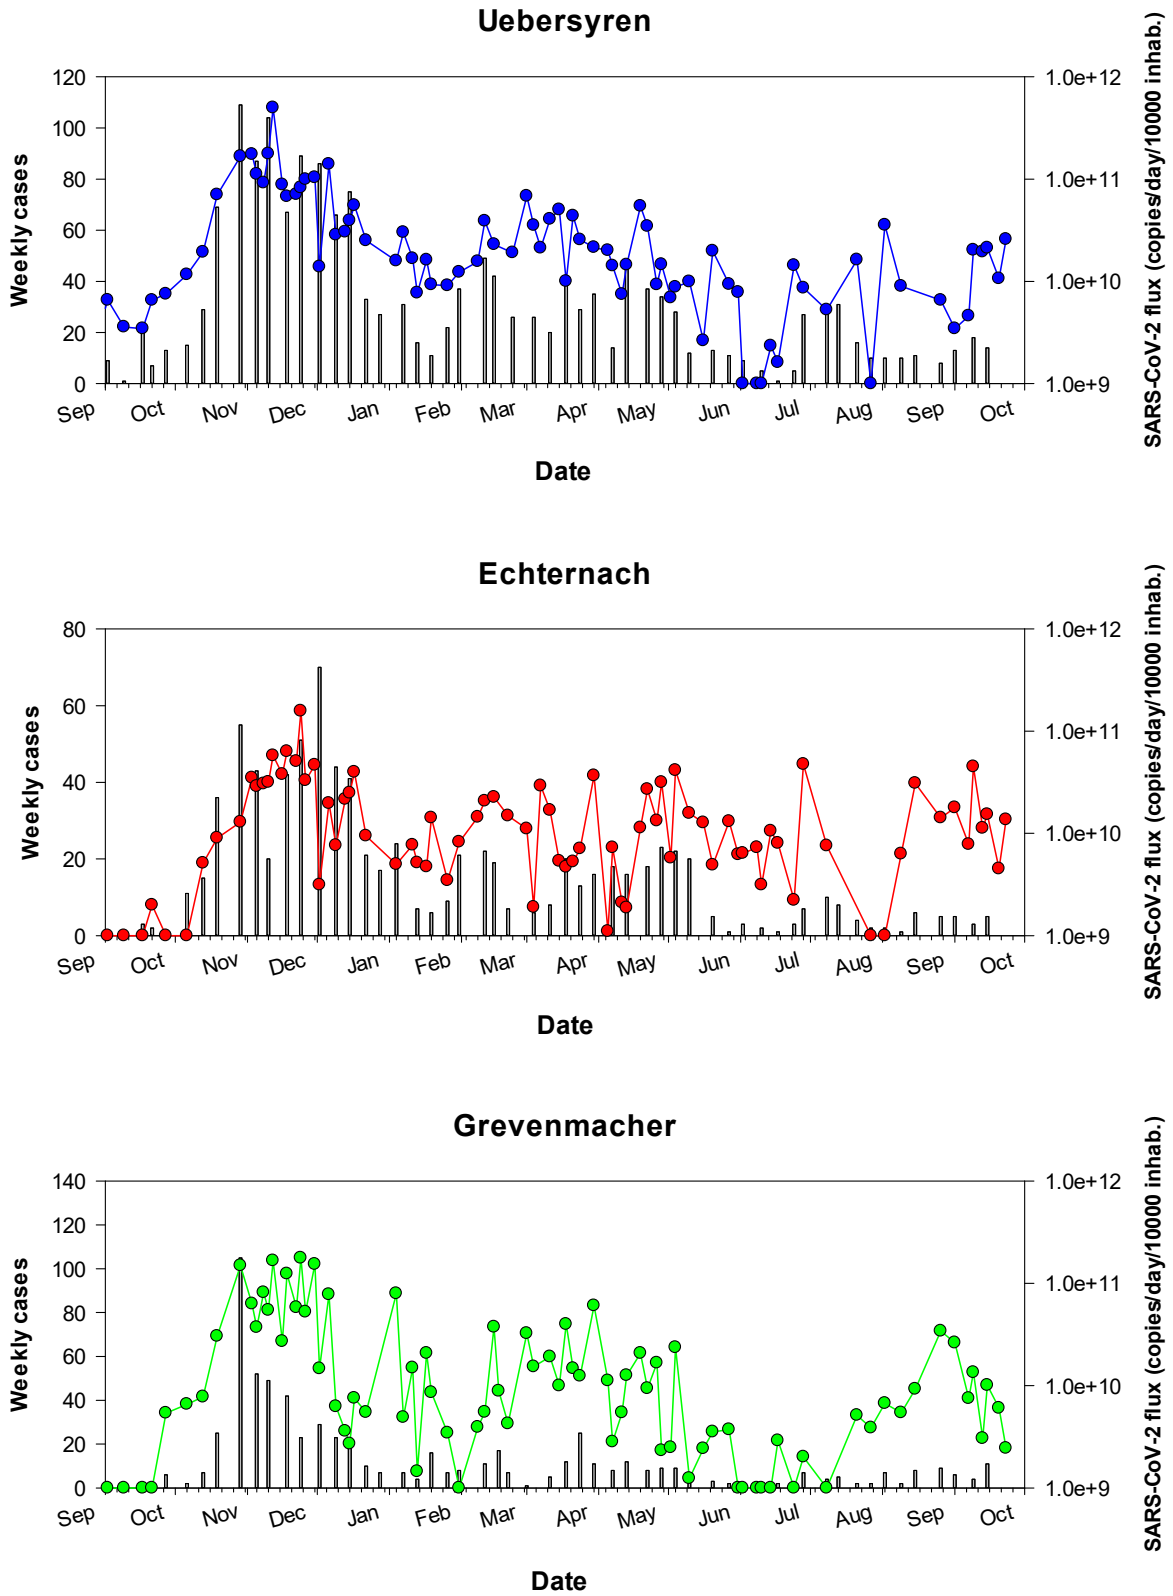 Uebersyren
120
100
80
60
40
20
0
Weekly cases
1.0e+12
1.0e+11
1.0e+10
1.0e+9
SARS-CoV-2 flux (copies/day/10000 inhab.)
Sep Oct Nov Dec Jan Feb Mar Apr May Jun Jul Aug Sep Oct
Date
Echternach
80
60
40
20
0
Weekly cases
1.0e+12
1.0e+11
1.0e+10
1.0e+9
SARS-CoV-2 flux (copies/day/10000 inhab.)
Sep Oct Nov Dec Jan Feb Mar Apr May Jun Jul Aug Sep Oct
Date
Grevenmacher
140
120
100
80
60
40
20
0
Weekly cases
1.0e+12
1.0e+11
1.0e+10
1.0e+9
SARS-CoV-2 flux (copies/day/10000 inhab.)
Sep Oct Nov Dec Jan Feb Mar Apr May Jun Jul Aug Sep Oct
Date